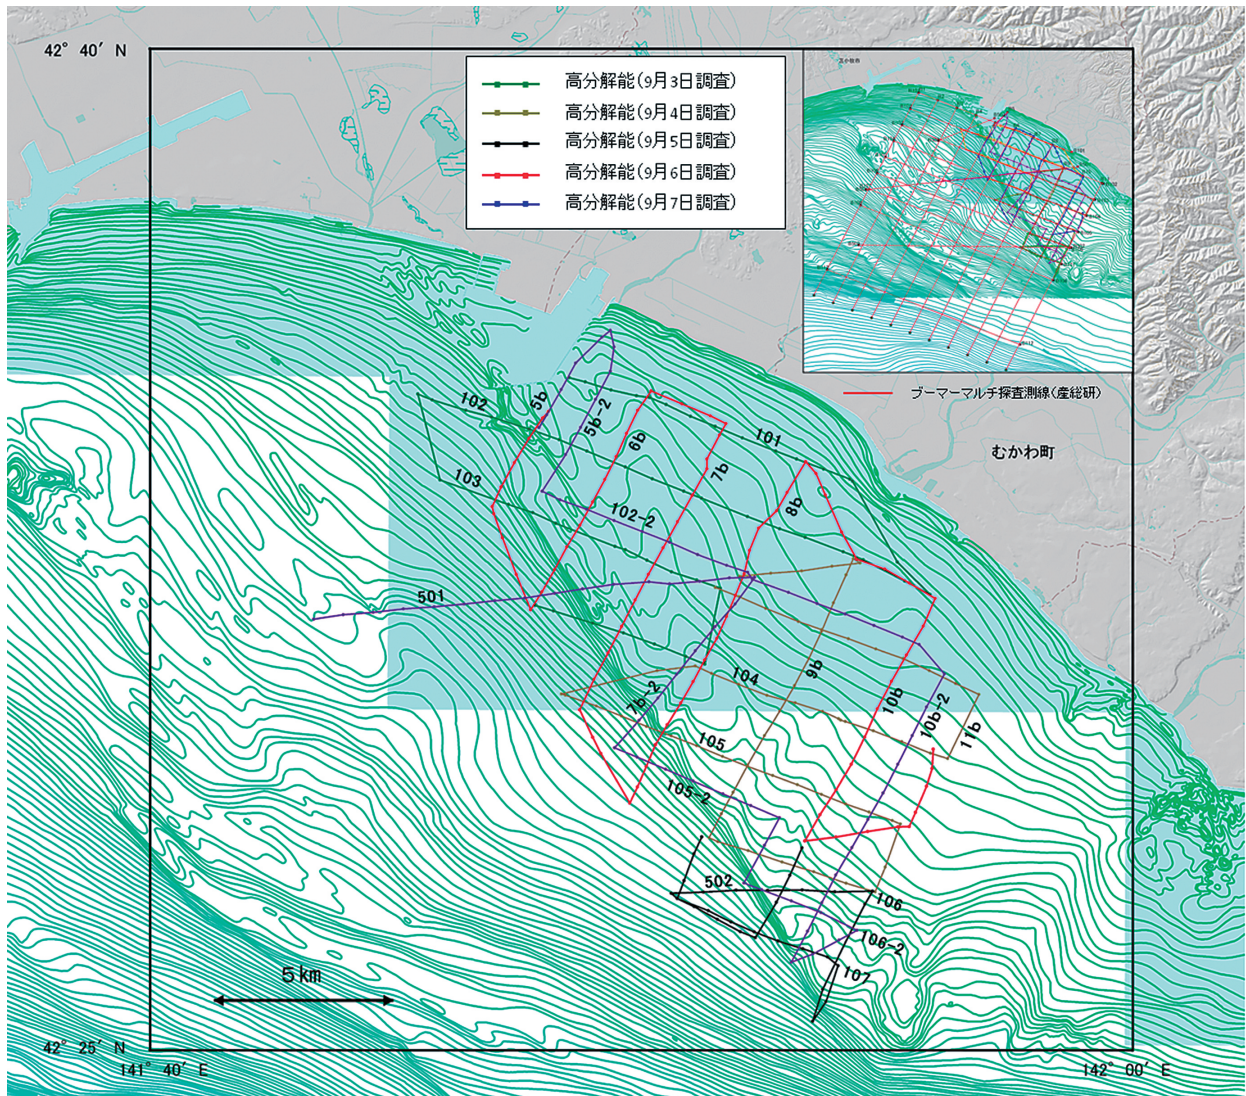 42° 40′ N
高分解能(9月3日調査)
高分解能(9月4日調査)
高分解能(9月5日調査)
高分解能(9月6日調査)
高分解能(9月7日調査)
苫小牧市
ブーマーマルチ探査測線(産総研)
むかわ町
102
5b
5b-2
6b
101
7b
103
8b
102-2
501
9b
104
7b-2
10b
10b-2
11b
105
105-2
502
106
106-2
107
5km
42° 25′ N
141° 40′ E
142° 00′ E